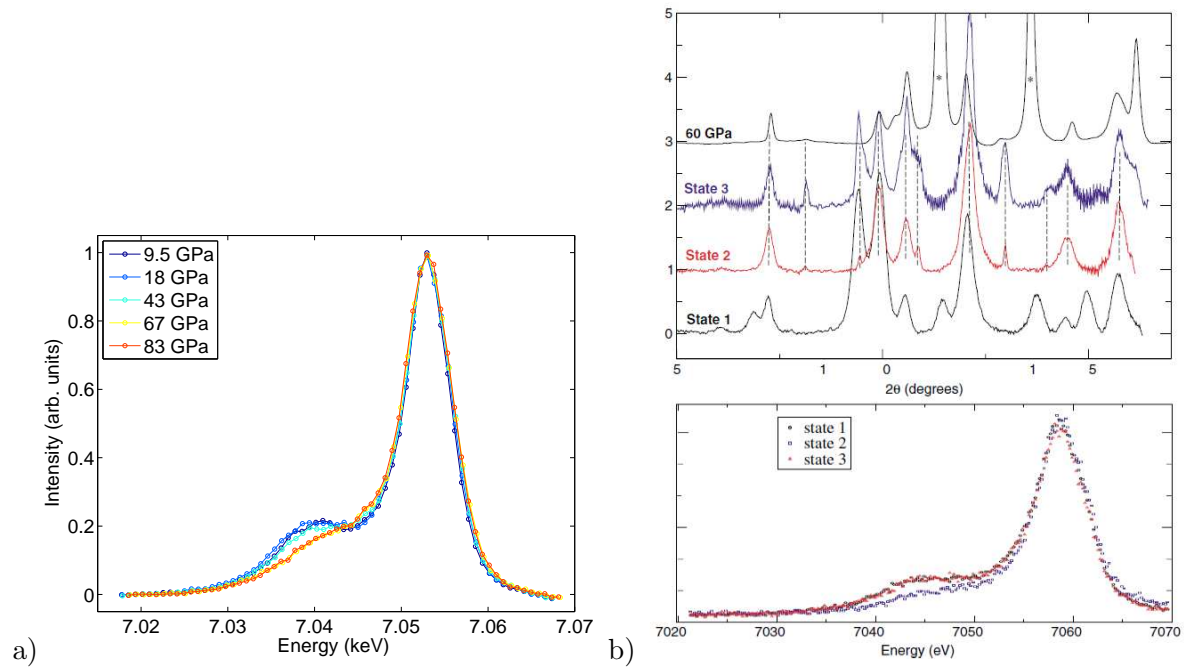 1
0.8
0.6
0.4
0.2
0
Intensity (arb. units)
9.5 GPa
18 GPa
43 GPa
67 GPa
83 GPa
7.02 7.03 7.04 7.05 7.06 7.07
Energy (keV)
a)
5
4
3
2
1
0
60 GPa
* *
State 3
State 2
State 1
5 1 0 1 5
2θ (degrees)
state 1
state 2
state 3
7020 7030 7040 7050 7060 7070
Energy (eV)
b)